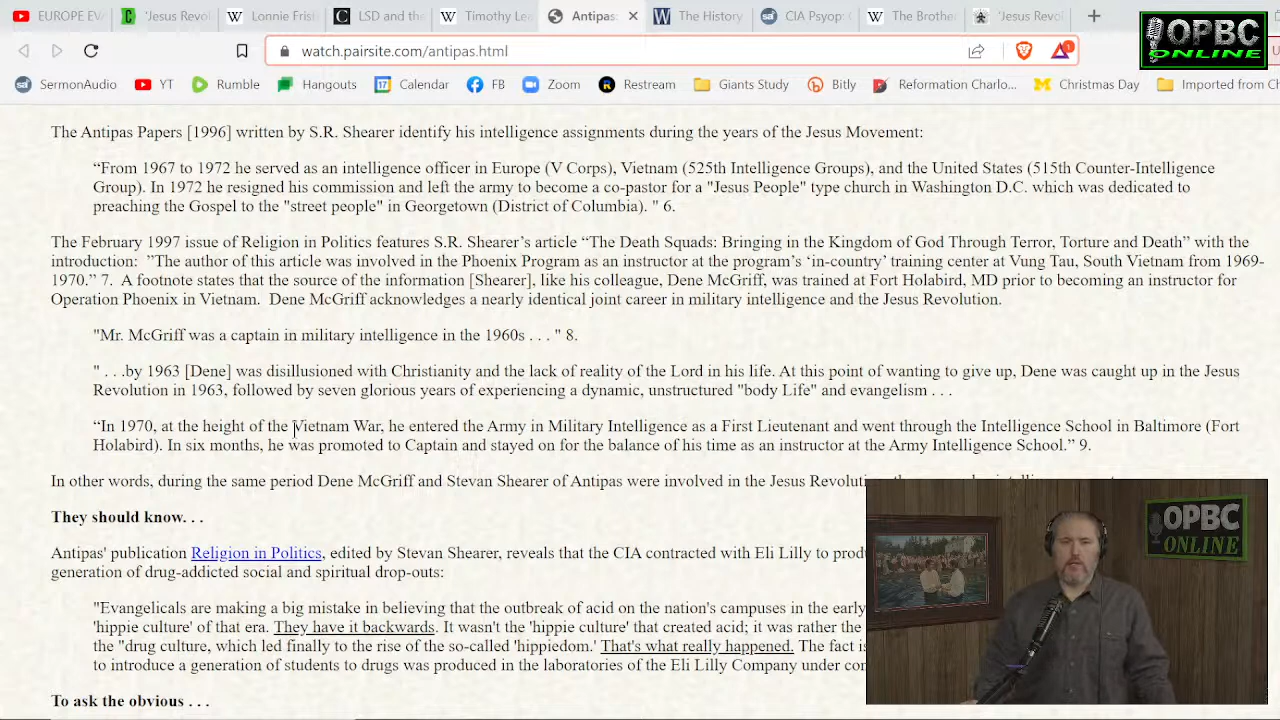 EUROPE EV
'Jesus Revol
Lonnie Frist
LSD and the
Antipas:
The History
CIA Psyop
The Brother
'Jesus Revol
OPBC
ONLINE
watch.pairsite.com/antipas.html
1
SermonAudio
YT
Rumble
Hangouts
17
Calendar
FB
Zoom
Restream
Giants Study
Bitly
Reformation Charlo...
Christmas Day
Imported from Ch
The Antipas Papers [1996] written by S.R. Shearer identify his intelligence assignments during the years of the Jesus Movement:
“From 1967 to 1972 he served as an intelligence officer in Europe (V Corps), Vietnam (525th Intelligence Groups), and the United States (515th Counter-Intelligence
Group). In 1972 he resigned his commission and left the army to become a co-pastor for a "Jesus People" type church in Washington D.C. which was dedicated to
preaching the Gospel to the "street people" in Georgetown (District of Columbia). " 6.
The February 1997 issue of Religion in Politics features S.R. Shearer’s article “The Death Squads: Bringing in the Kingdom of God Through Terror, Torture and Death” with the
introduction:  ”The author of this article was involved in the Phoenix Program as an instructor at the program’s ‘in-country’ training center at Vung Tau, South Vietnam from 1969-
1970.” 7.  A footnote states that the source of the information [Shearer], like his colleague, Dene McGriff, was trained at Fort Holabird, MD prior to becoming an instructor for
Operation Phoenix in Vietnam.  Dene McGriff acknowledges a nearly identical joint career in military intelligence and the Jesus Revolution.
"Mr. McGriff was a captain in military intelligence in the 1960s . . . " 8.
" . . .by 1963 [Dene] was disillusioned with Christianity and the lack of reality of the Lord in his life. At this point of wanting to give up, Dene was caught up in the Jesus
Revolution in 1963, followed by seven glorious years of experiencing a dynamic, unstructured "body Life" and evangelism . . .
“In 1970, at the height of the Vietnam War, he entered the Army in Military Intelligence as a First Lieutenant and went through the Intelligence School in Baltimore (Fort
Holabird). In six months, he was promoted to Captain and stayed on for the balance of his time as an instructor at the Army Intelligence School.” 9.
In other words, during the same period Dene McGriff and Stevan Shearer of Antipas were involved in the Jesus Revolu
They should know. . .
Antipas' publication Religion in Politics, edited by Stevan Shearer, reveals that the CIA contracted with Eli Lilly to produ
generation of drug-addicted social and spiritual drop-outs:
"Evangelicals are making a big mistake in believing that the outbreak of acid on the nation's campuses in the early
'hippie culture' of that era. They have it backwards. It wasn't the 'hippie culture' that created acid; it was rather the
the "drug culture, which led finally to the rise of the so-called 'hippiedom.' That's what really happened. The fact is
to introduce a generation of students to drugs was produced in the laboratories of the Eli Lilly Company under con
To ask the obvious . . .
OPBC
ONLINE